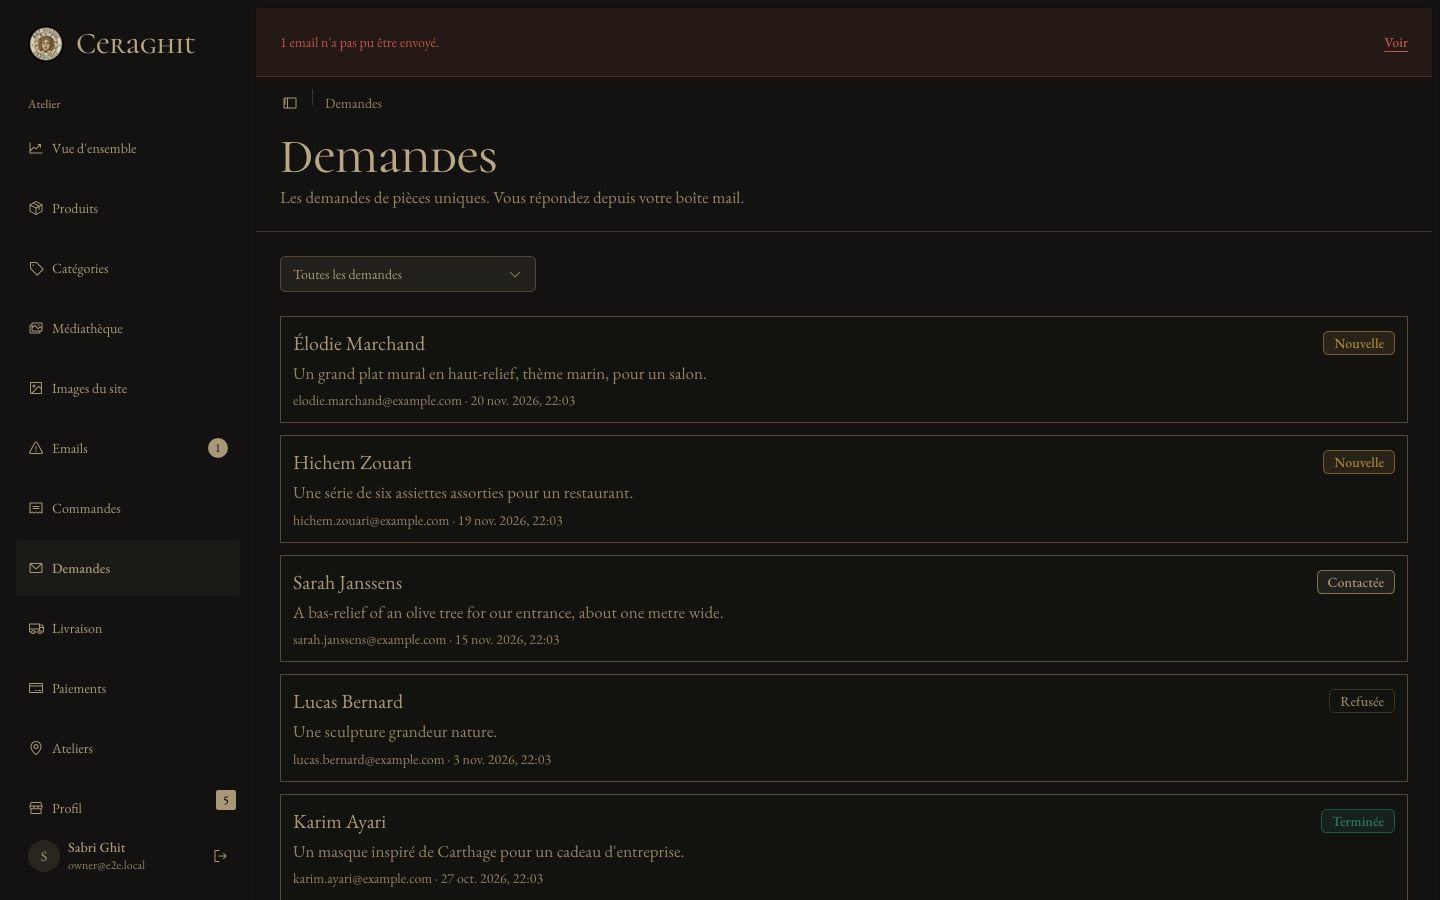 Ceraghit
Atelier
Vue d'ensemble
Produits
Catégories
Médiathèque
Images du site
Emails
1
Commandes
Demandes
Livraison
Paiements
Ateliers
Profil
5
S
Sabri Ghit
owner@e2e.local
1 email n'a pas pu être envoyé.
Voir
Demandes
Demandes
Les demandes de pièces uniques. Vous répondez depuis votre boîte mail.
Toutes les demandes
Élodie Marchand
Nouvelle
Un grand plat mural en haut-relief, thème marin, pour un salon.
elodie.marchand@example.com · 20 nov. 2026, 22:03
Hichem Zouari
Nouvelle
Une série de six assiettes assorties pour un restaurant.
hichem.zouari@example.com · 19 nov. 2026, 22:03
Sarah Janssens
Contactée
A bas-relief of an olive tree for our entrance, about one metre wide.
sarah.janssens@example.com · 15 nov. 2026, 22:03
Lucas Bernard
Refusée
Une sculpture grandeur nature.
lucas.bernard@example.com · 3 nov. 2026, 22:03
Karim Ayari
Terminée
Un masque inspiré de Carthage pour un cadeau d'entreprise.
karim.ayari@example.com · 27 oct. 2026, 22:03